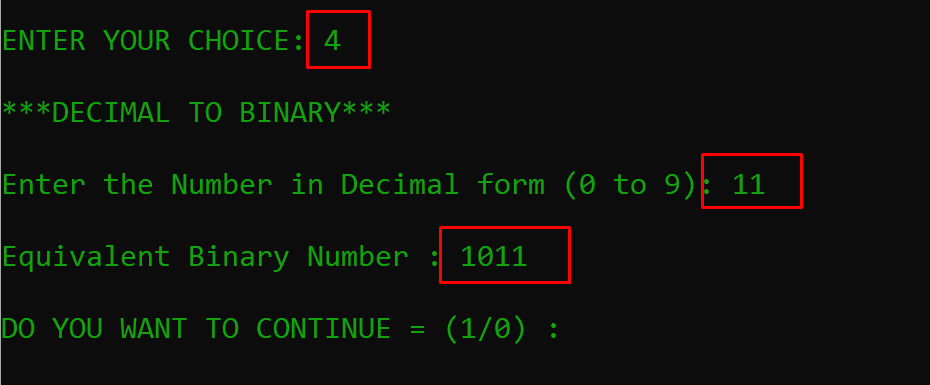 ENTER YOUR CHOICE: 4
***DECIMAL TO BINARY***
Enter the Number in Decimal form (0 to 9): 11
Equivalent Binary Number : 1011
DO YOU WANT TO CONTINUE = (1/0) :